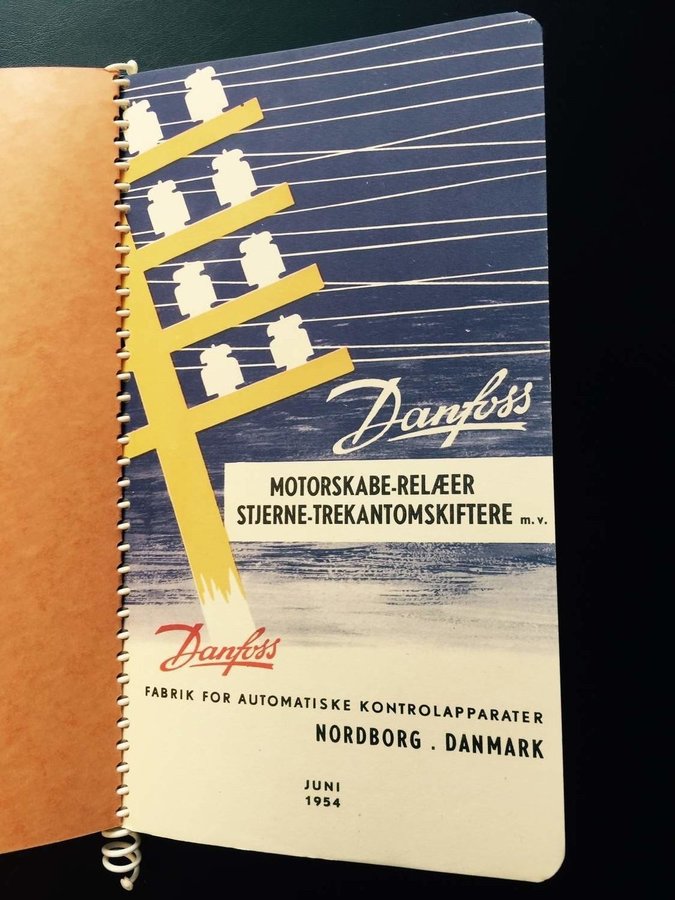 Danfoss
MOTORSKABE-RELÆER
STJERNE-TREKANTOMSKIFTERE m.v.
Danfoss
FABRIK FOR AUTOMATISKE KONTROLAPPARATER
NORDBORG . DANMARK
JUNI
1954